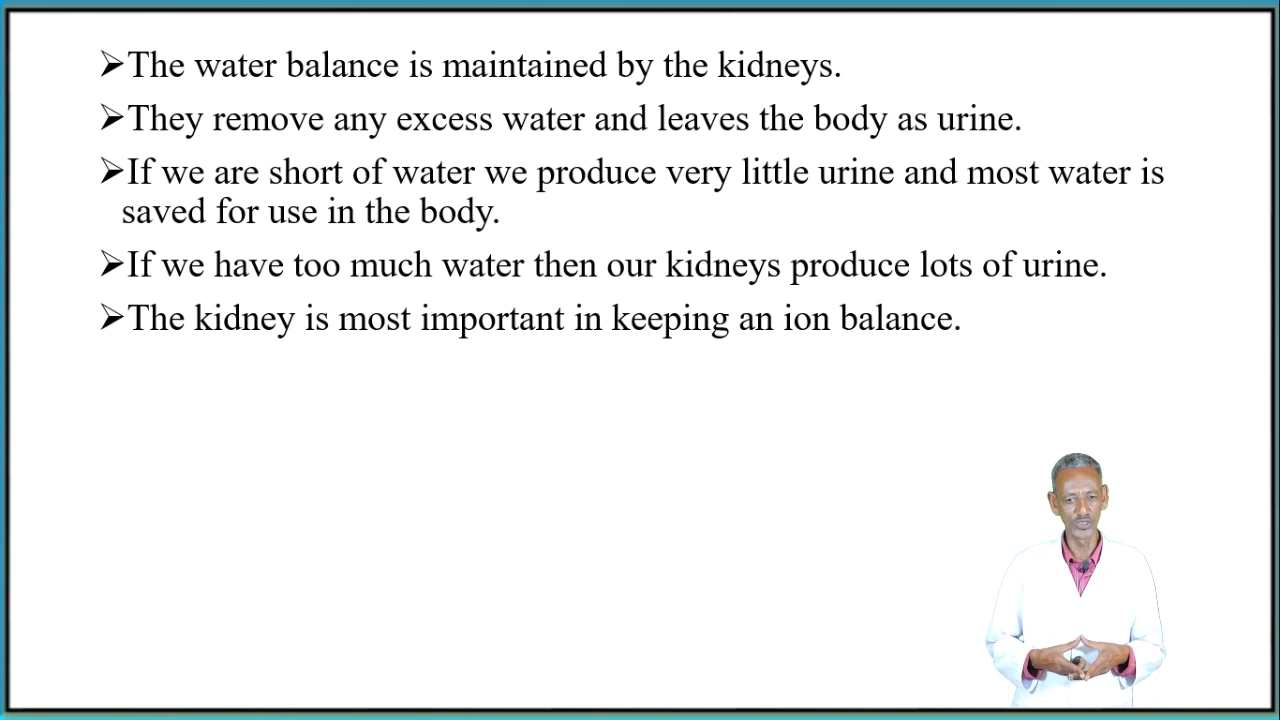 ➢The water balance is maintained by the kidneys.
➢They remove any excess water and leaves the body as urine.
➢If we are short of water we produce very little urine and most water is
saved for use in the body.
➢If we have too much water then our kidneys produce lots of urine.
➢The kidney is most important in keeping an ion balance.